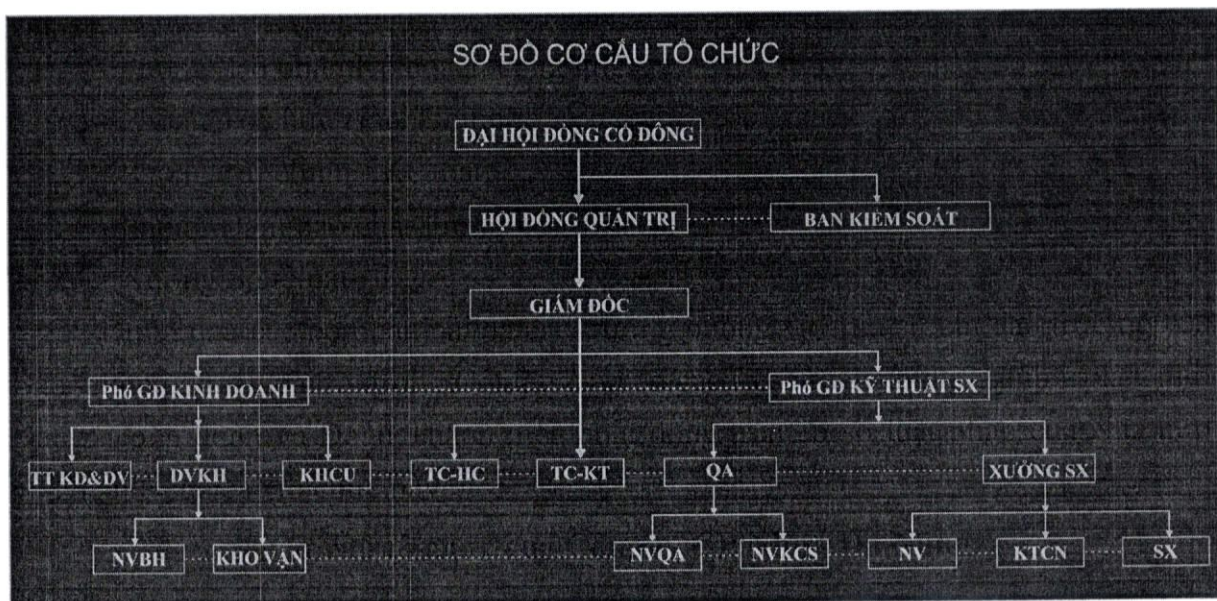 SƠ ĐỒ CƠ CẤU TỔ CHỨC
ĐẠI HỘI ĐỒNG CỔ ĐÔNG
HỘI ĐỒNG QUẢN TRỊ
BAN KIỂM SOÁT
GIÁM ĐỐC
Phó GĐ KINH DOANH
Phó GĐ KỸ THUẬT SX
TT KD&DV
DVKH
KHCU
TC-HC
TC-KT
QA
XƯỞNG SX
NVBH
KHO VẬN
NVQA
NVKCS
NV
KTCN
SX